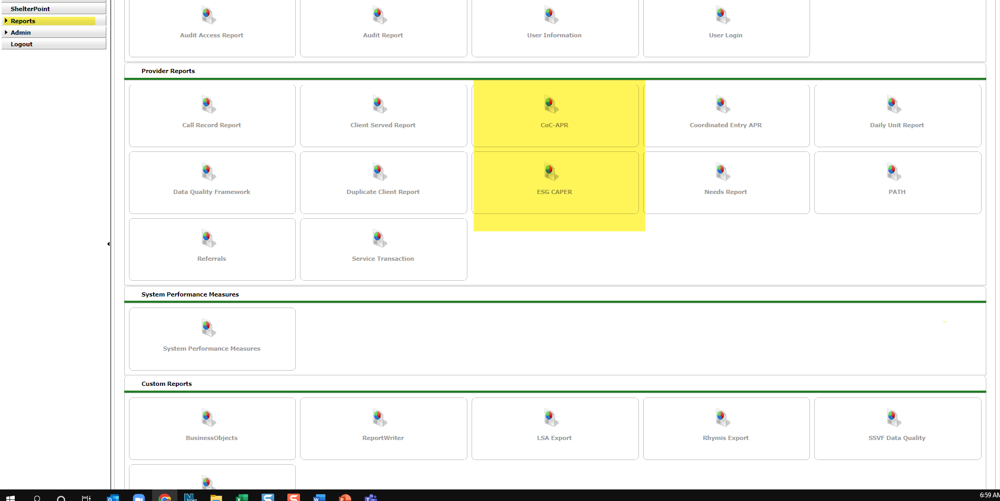 ShelterPoint
Reports
Admin
Logout
Audit Access Report
Audit Report
User Information
User Login
Provider Reports
Call Record Report
Client Served Report
CoC-APR
Coordinated Entry APR
Daily Unit Report
Data Quality Framework
Duplicate Client Report
ESG CAPER
Needs Report
PATH
Referrals
Service Transaction
System Performance Measures
System Performance Measures
Custom Reports
BusinessObjects
ReportWriter
LSA Export
Rhymis Export
SSVF Data Quality
6:59 AM